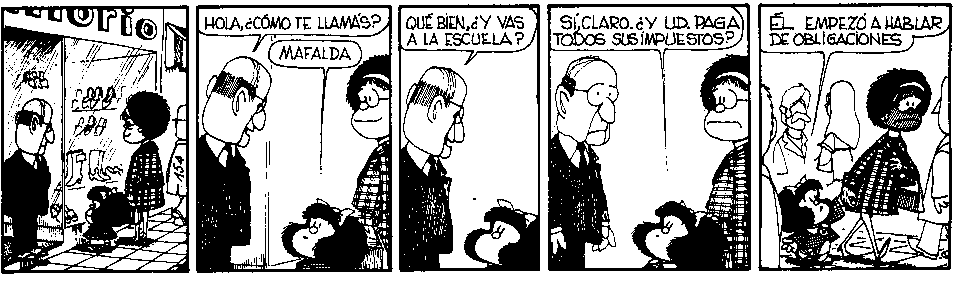 HOLA, ¿CÓMO TE LLAMÁS?
MAFALDA
QUÉ BIEN, ¿Y VAS
A LA ESCUELA?
SÍ, CLARO. ¿Y UD. PAGA
TODOS SUS IMPUESTOS?
ÉL EMPEZÓ A HABLAR
DE OBLIGACIONES